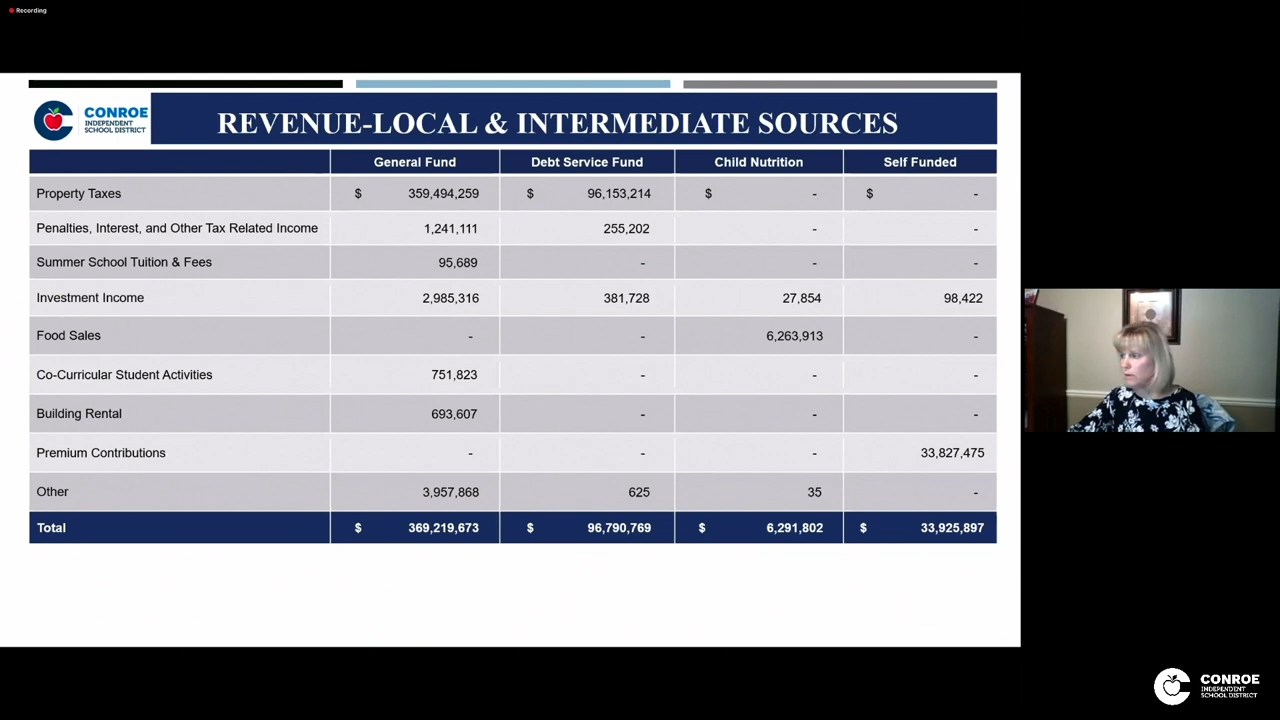 Recording
CONROE
INDEPENDENT
SCHOOL DISTRICT
REVENUE-LOCAL & INTERMEDIATE SOURCES
General Fund Debt Service Fund Child Nutrition Self Funded
Property Taxes $ 359,494,259 $ 96,153,214 $ - $ -
Penalties, Interest, and Other Tax Related Income 1,241,111 255,202 - -
Summer School Tuition & Fees 95,689 - - -
Investment Income 2,985,316 381,728 27,854 98,422
Food Sales - - 6,263,913 -
Co-Curricular Student Activities 751,823 - - -
Building Rental 693,607 - - -
Premium Contributions - - - 33,827,475
Other 3,957,868 625 35 -
Total $ 369,219,673 $ 96,790,769 $ 6,291,802 $ 33,925,897
CONROE
INDEPENDENT
SCHOOL DISTRICT